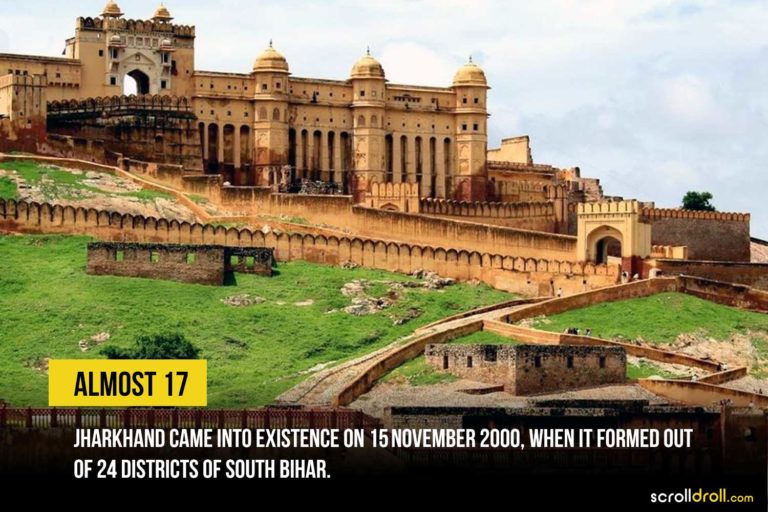 ALMOST 17
JHARKHAND CAME INTO EXISTENCE ON 15 NOVEMBER 2000, WHEN IT FORMED OUT
OF 24 DISTRICTS OF SOUTH BIHAR.
scrolldroll.com